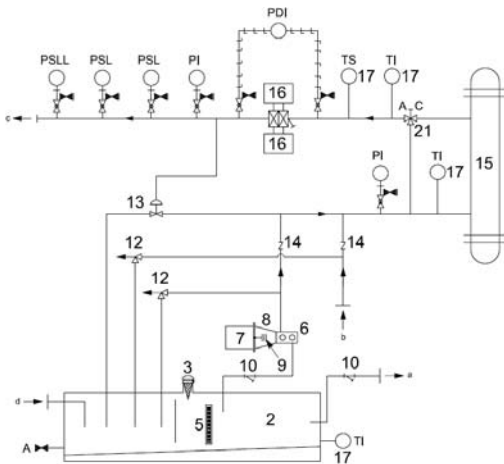 PDI
PSLL PSL PSL PI
TS 17 TI 17
16
16
c
A C
21
PI
TI 17
15
13
14 14
12
12
8 6
7
9
b
3
10
10
a
d
5
2
A
TI
17